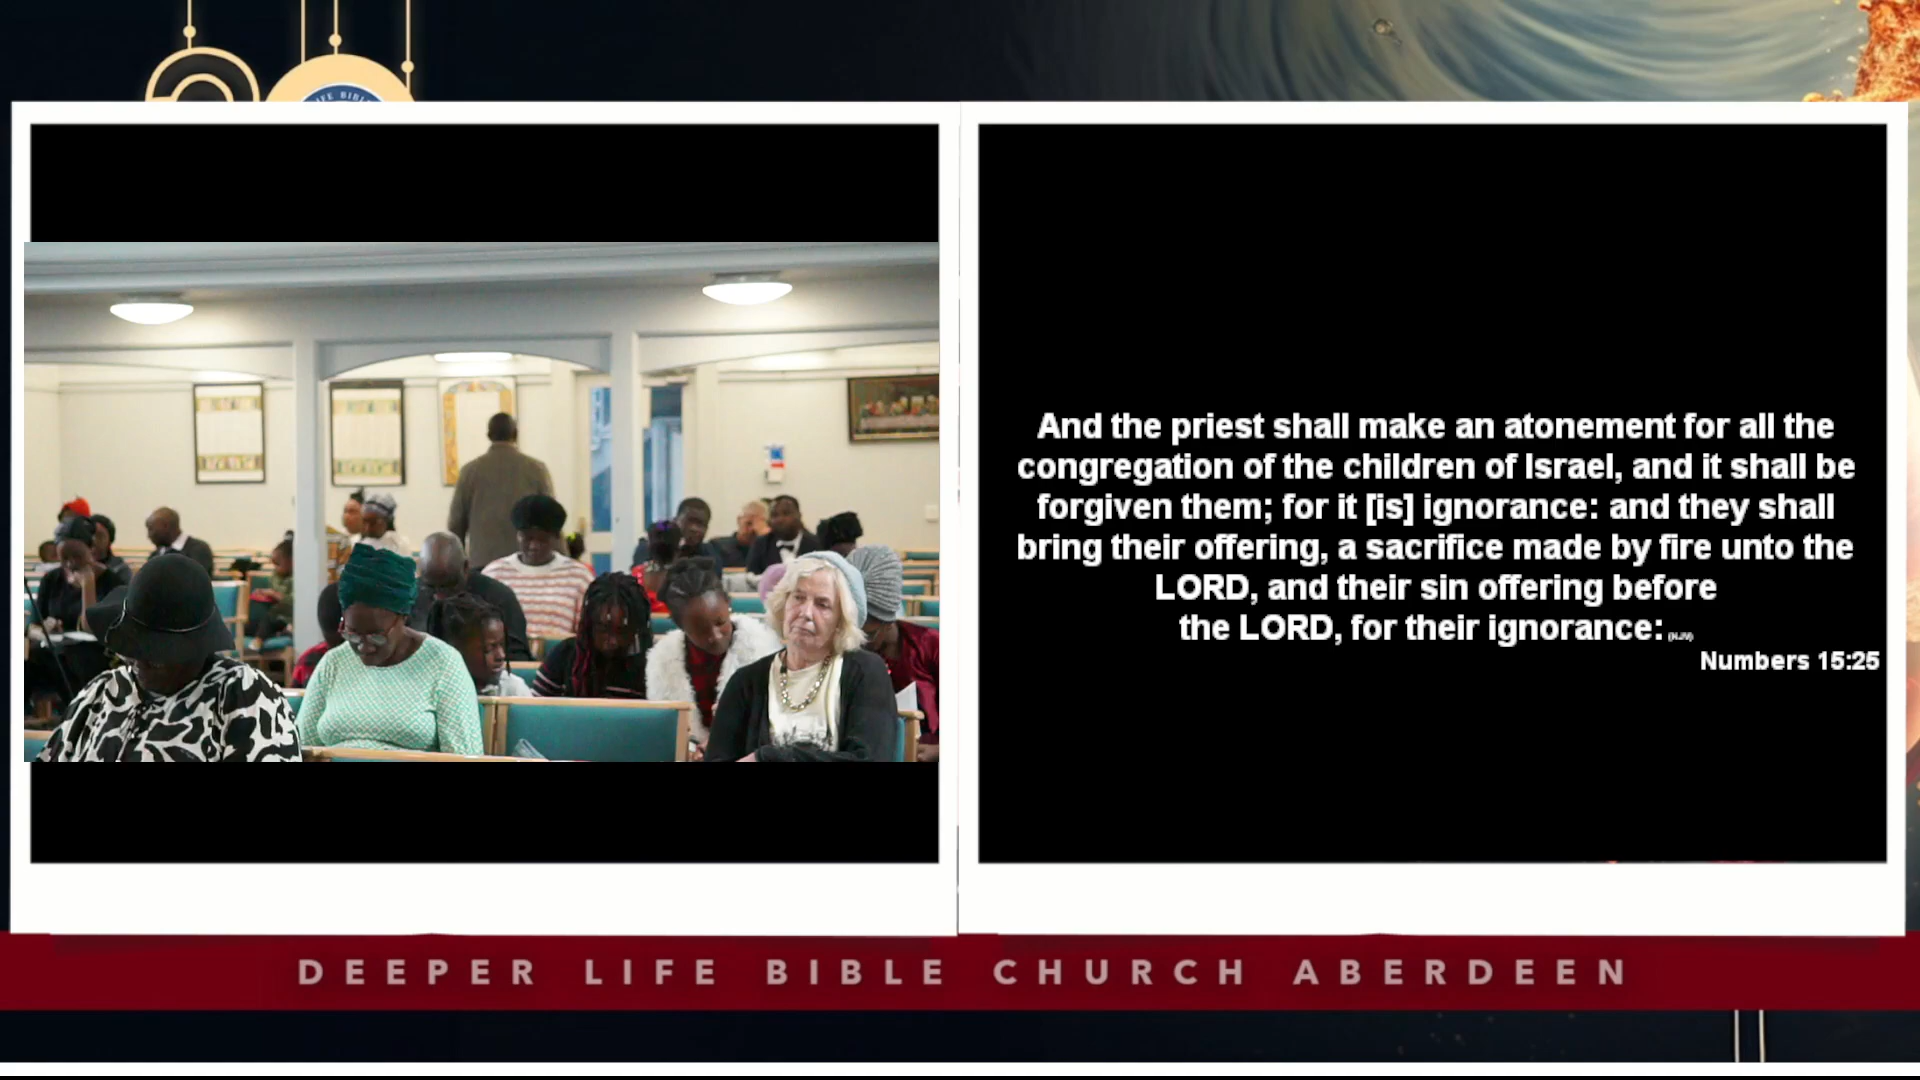 FE BIBL
And the priest shall make an atonement for all the
congregation of the children of Israel, and it shall be
forgiven them; for it [is] ignorance: and they shall
bring their offering, a sacrifice made by fire unto the
LORD, and their sin offering before
the LORD, for their ignorance:
Numbers 15:25
DEEPER LIFE BIBLE CHURCH ABERDEEN